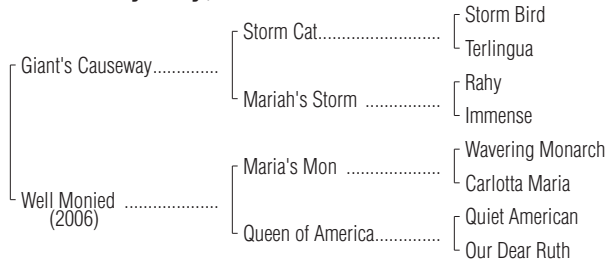 Storm Bird
Storm Cat......................
Terlingua
Giant's Causeway..............
Rahy
Mariah's Storm .................
Immense
Wavering Monarch
Maria's Mon .....................
Carlotta Maria
Well Monied ....................
(2006)
Quiet American
Queen of America..............
Our Dear Ruth